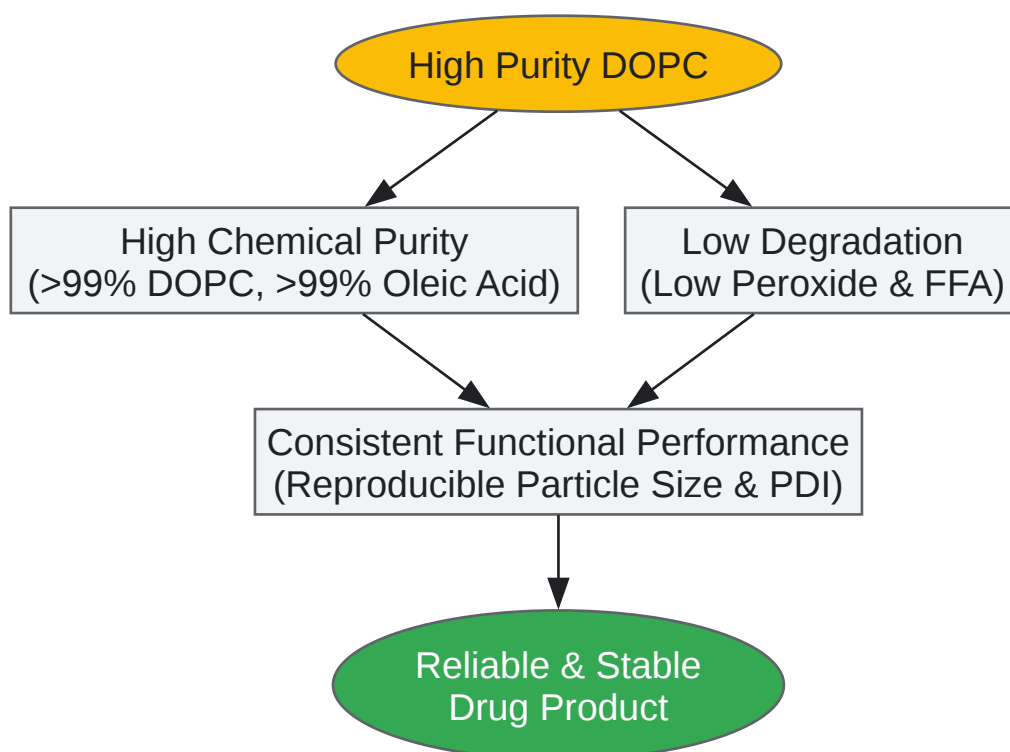 High Purity DOPC
High Chemical Purity
(>99% DOPC, >99% Oleic Acid)
Low Degradation
(Low Peroxide & FFA)
Consistent Functional Performance
(Reproducible Particle Size & PDI)
Reliable & Stable
Drug Product